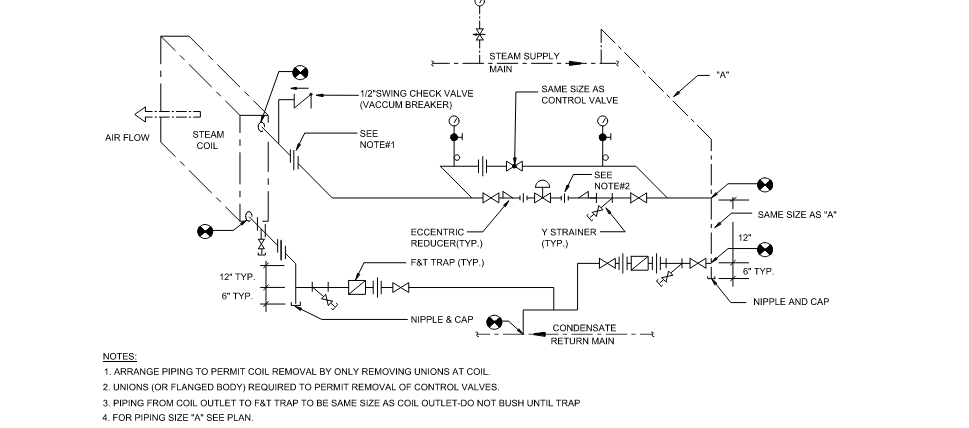 STEAM SUPPLY
MAIN
"A"
1/2"SWING CHECK VALVE
(VACCUM BREAKER)
SAME SIZE AS
CONTROL VALVE
AIR FLOW
STEAM
COIL
SEE
NOTE#1
SEE
NOTE#2
SAME SIZE AS "A"
ECCENTRIC
REDUCER(TYP.)
Y STRAINER
(TYP.)
12"
F&T TRAP (TYP.)
12" TYP.
6" TYP.
6" TYP.
NIPPLE AND CAP
NIPPLE & CAP
CONDENSATE
RETURN MAIN
NOTES:
1. ARRANGE PIPING TO PERMIT COIL REMOVAL BY ONLY REMOVING UNIONS AT COIL.
2. UNIONS (OR FLANGED BODY) REQUIRED TO PERMIT REMOVAL OF CONTROL VALVES.
3. PIPING FROM COIL OUTLET TO F&T TRAP TO BE SAME SIZE AS COIL OUTLET-DO NOT BUSH UNTIL TRAP
4. FOR PIPING SIZE "A" SEE PLAN.